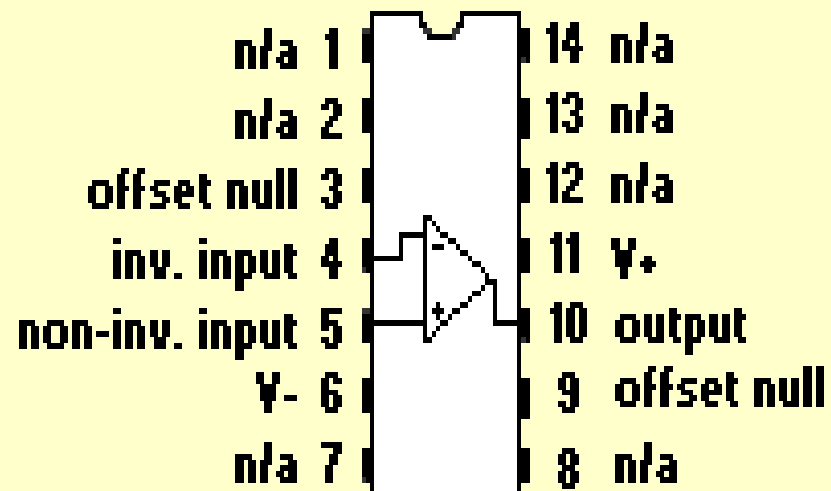 n/a 1 14 n/a
n/a 2 13 n/a
offset null 3 12 n/a
inv. input 4 - 11 V+
non-inv. input 5 + 10 output
V- 6 9 offset null
n/a 7 8 n/a